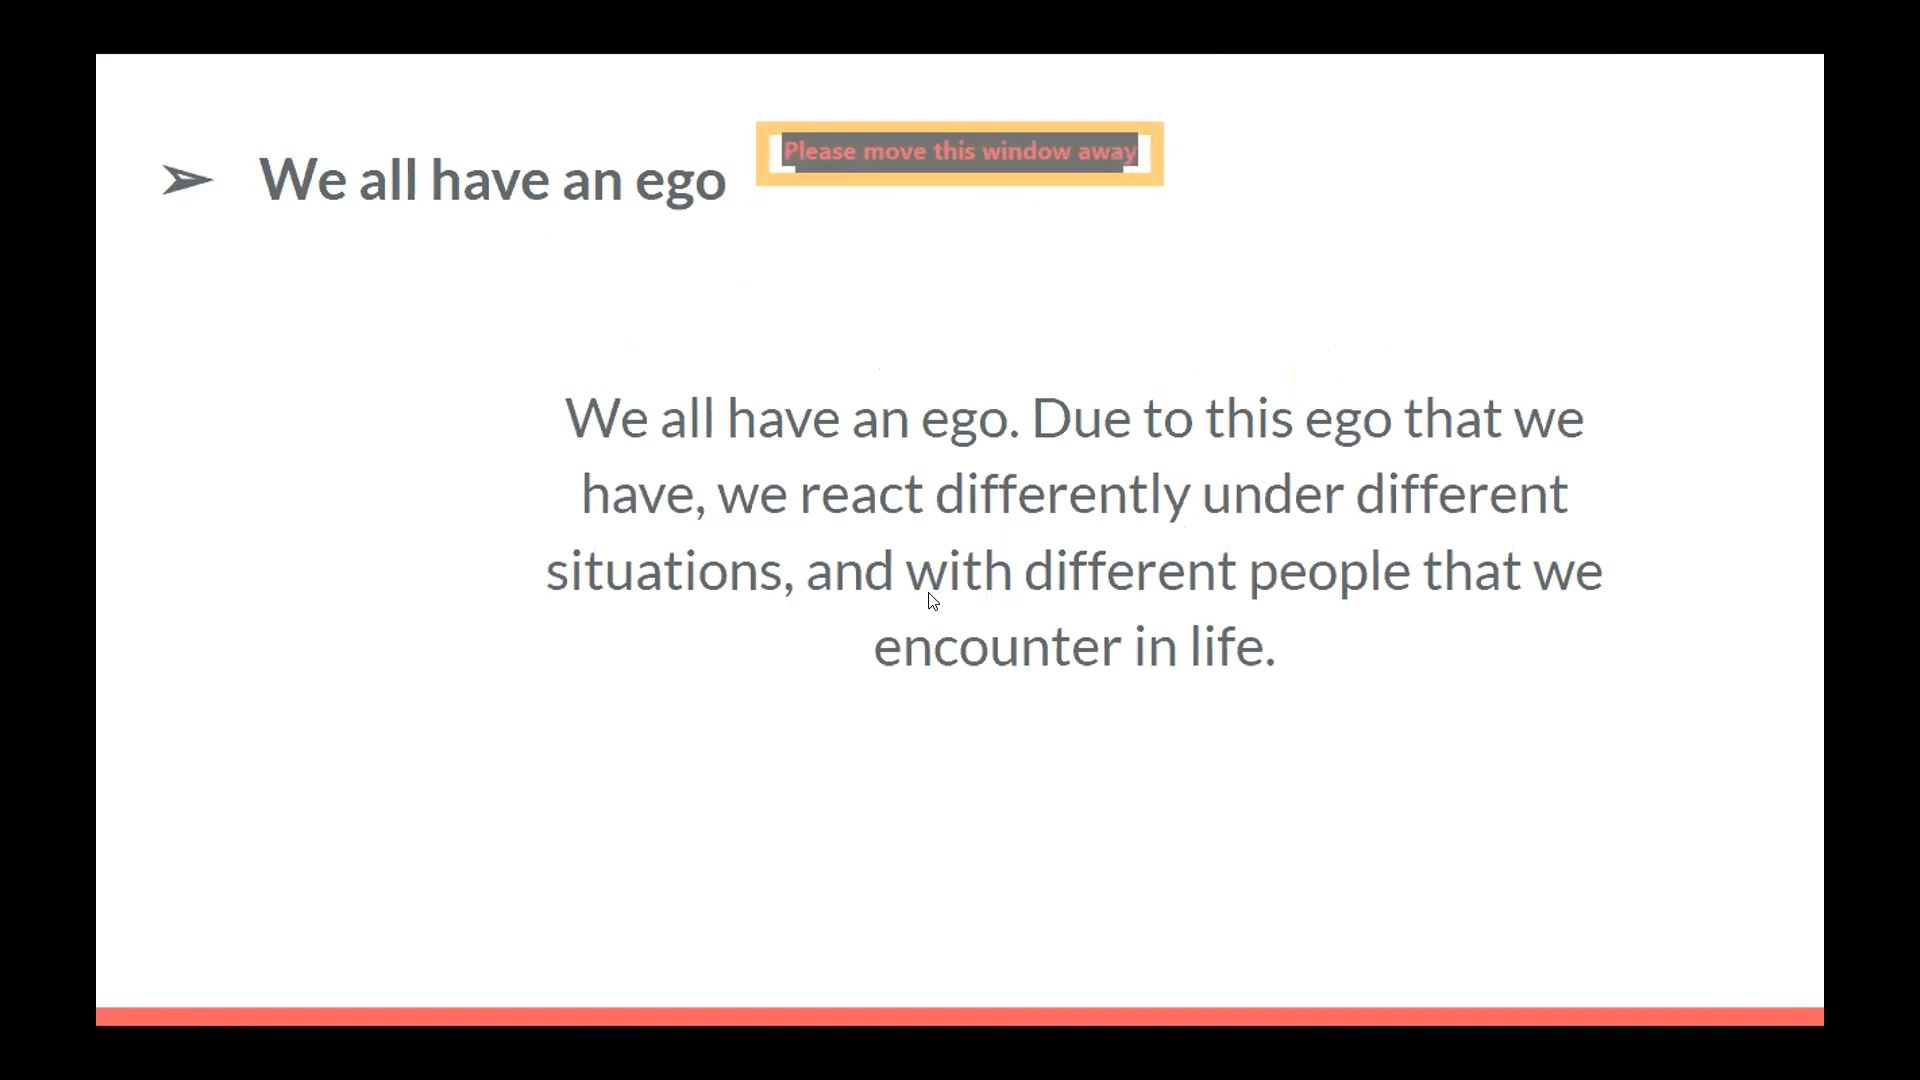 ➢ We all have an ego
Please move this window away
We all have an ego. Due to this ego that we
have, we react differently under different
situations, and with different people that we
encounter in life.